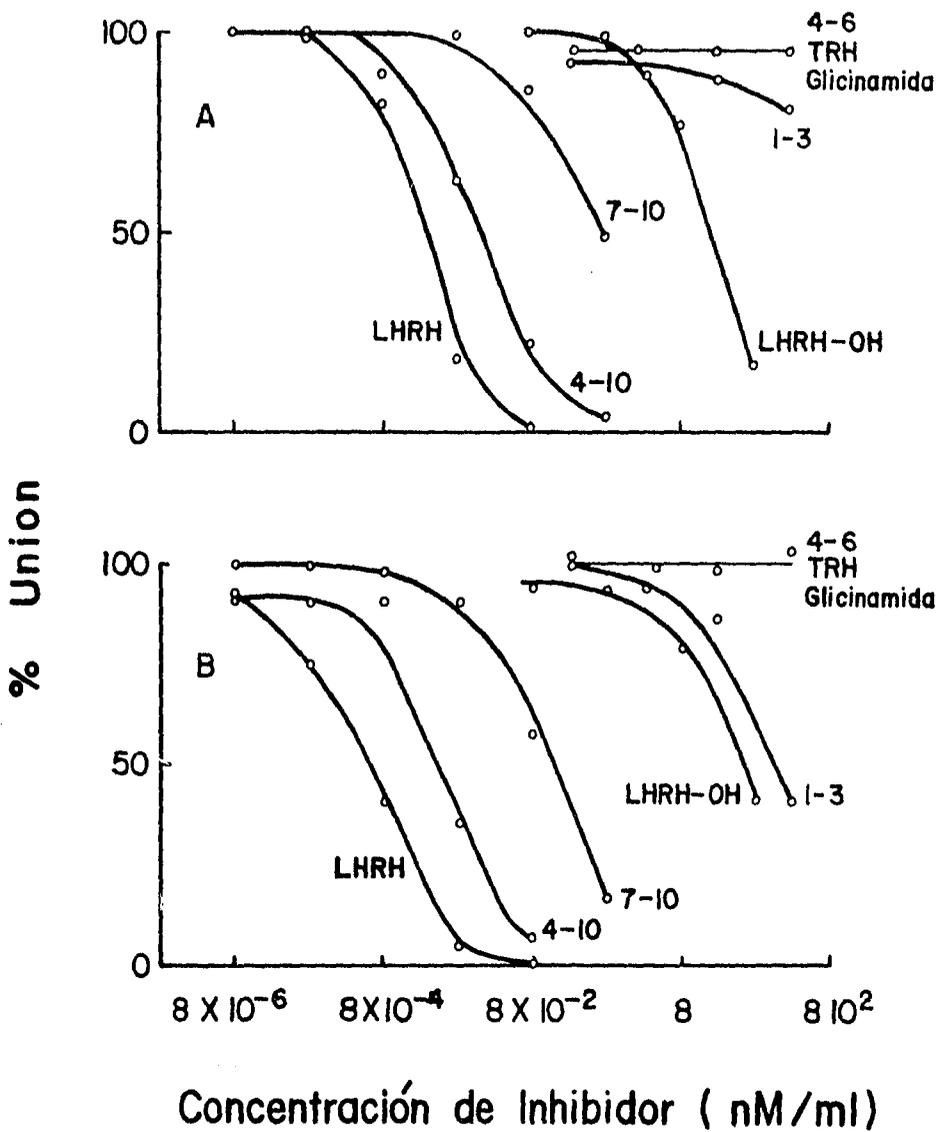 100
50
0
A
LHRH
4-10
7-10
4-6
TRH
Glicinamida
1-3
LHRH-OH
% Union
100
50
0
B
LHRH
4-10
7-10
LHRH-OH
1-3
4-6
TRH
Glicinamida
8 X 10⁻⁶ 8X10⁻⁴ 8 X 10⁻² 8 8 10²
Concentración de Inhibidor ( nM/ml)